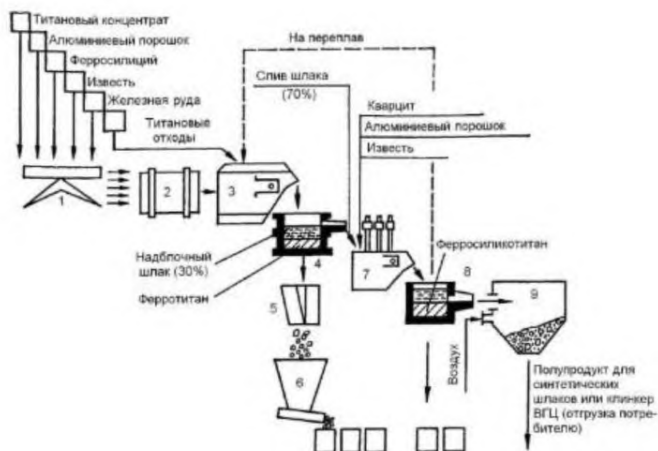 Титановый концентрат
Алюминиевый порошок
Ферросилиций
Известь
Железная руда
Титановые
отходы
На переплав
Слив шлака
(70%)
Кварцит
Алюминиевый порошок
Известь
1
2
3
Надблочный
шлак (30%)
Ферротитан
4
5
6
7
Ферросиликотитан
8
9
Воздух
Полупродукт для
синтетических
шлаков или клинкер
ВГЦ (отгрузка потре-
бителю)